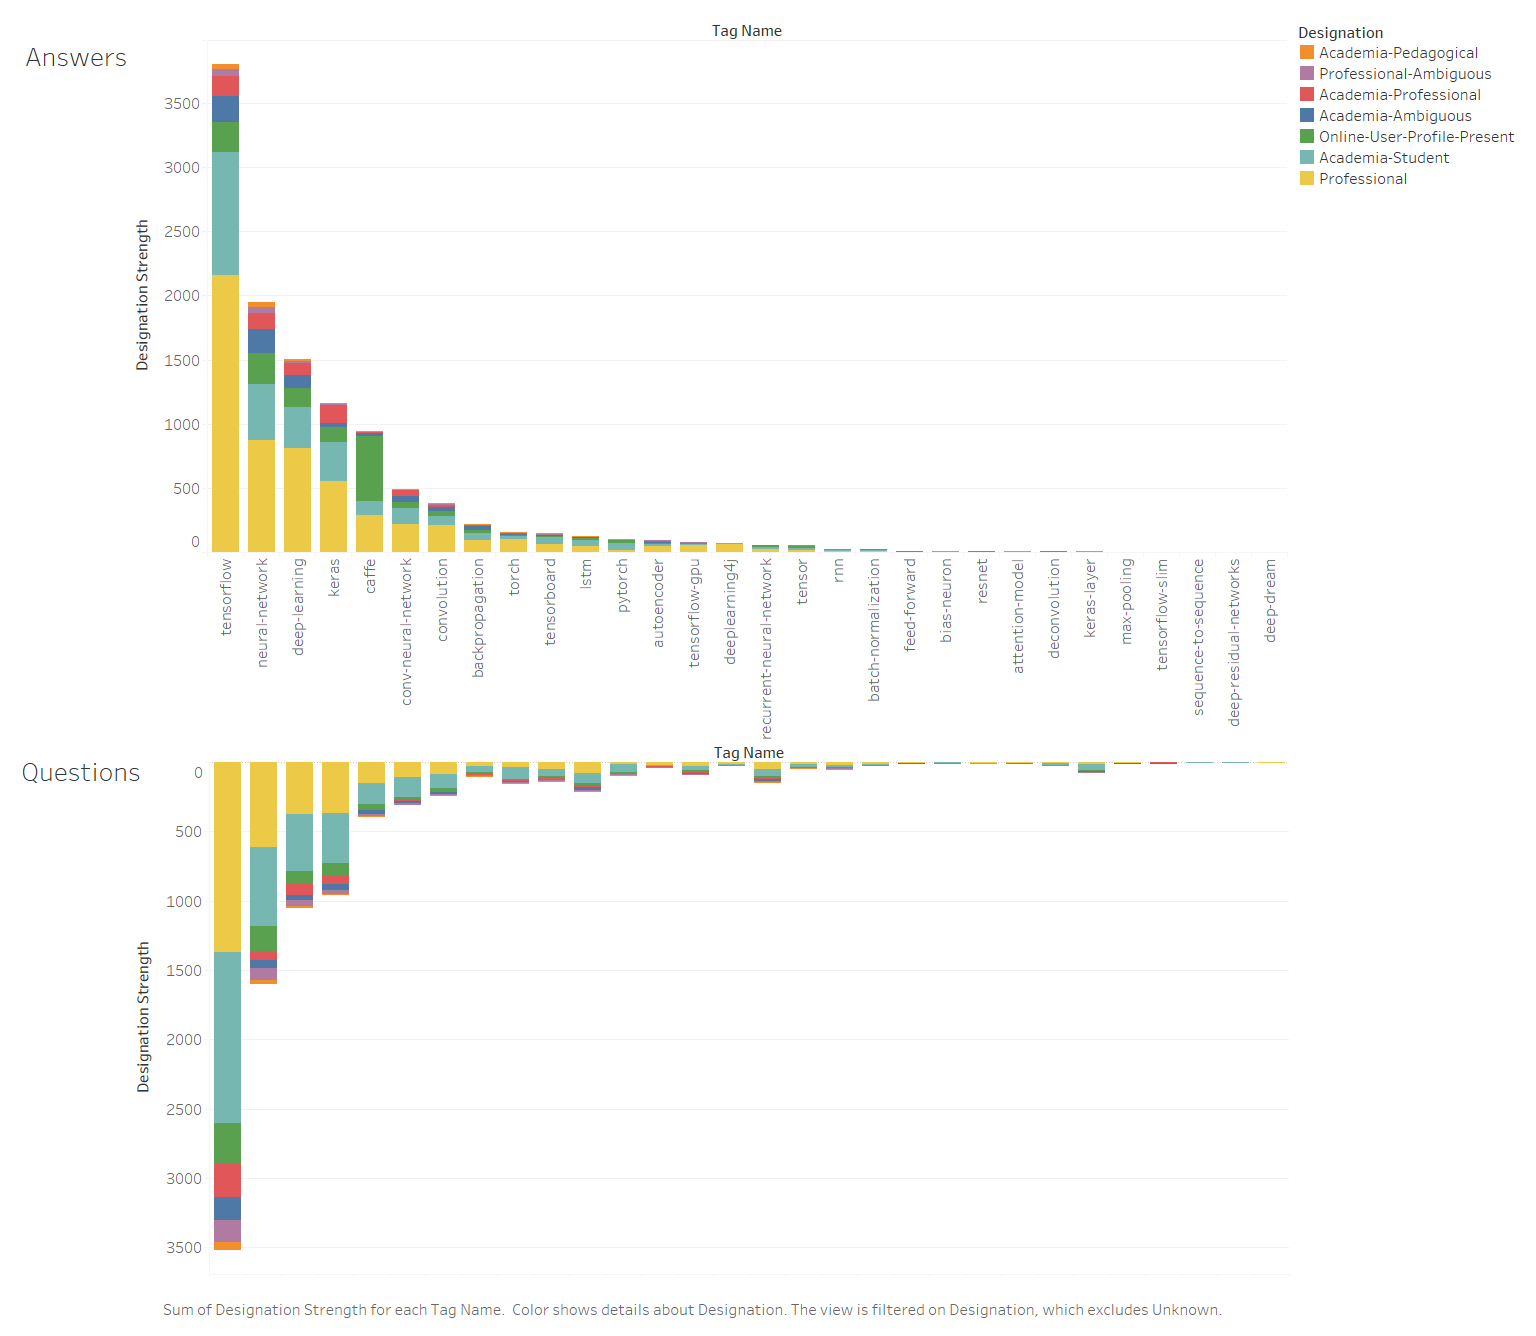 Tag Name
Answers
Designation Strength
3500
3000
2500
2000
1500
1000
500
0
tensorflow
neural-network
deep-learning
keras
caffe
conv-neural-network
convolution
backpropagation
torch
tensorboard
lstm
pytorch
autoencoder
tensorflow-gpu
deeplearning4j
recurrent-neural-network
tensor
rnn
batch-normalization
feed-forward
bias-neuron
resnet
attention-model
deconvolution
keras-layer
max-pooling
tensorflow-slim
sequence-to-sequence
deep-residual-networks
deep-dream
Designation
Academia-Pedagogical
Professional-Ambiguous
Academia-Professional
Academia-Ambiguous
Online-User-Profile-Present
Academia-Student
Professional
Tag Name
Questions
Designation Strength
0
500
1000
1500
2000
2500
3000
3500
Sum of Designation Strength for each Tag Name.  Color shows details about Designation. The view is filtered on Designation, which excludes Unknown.